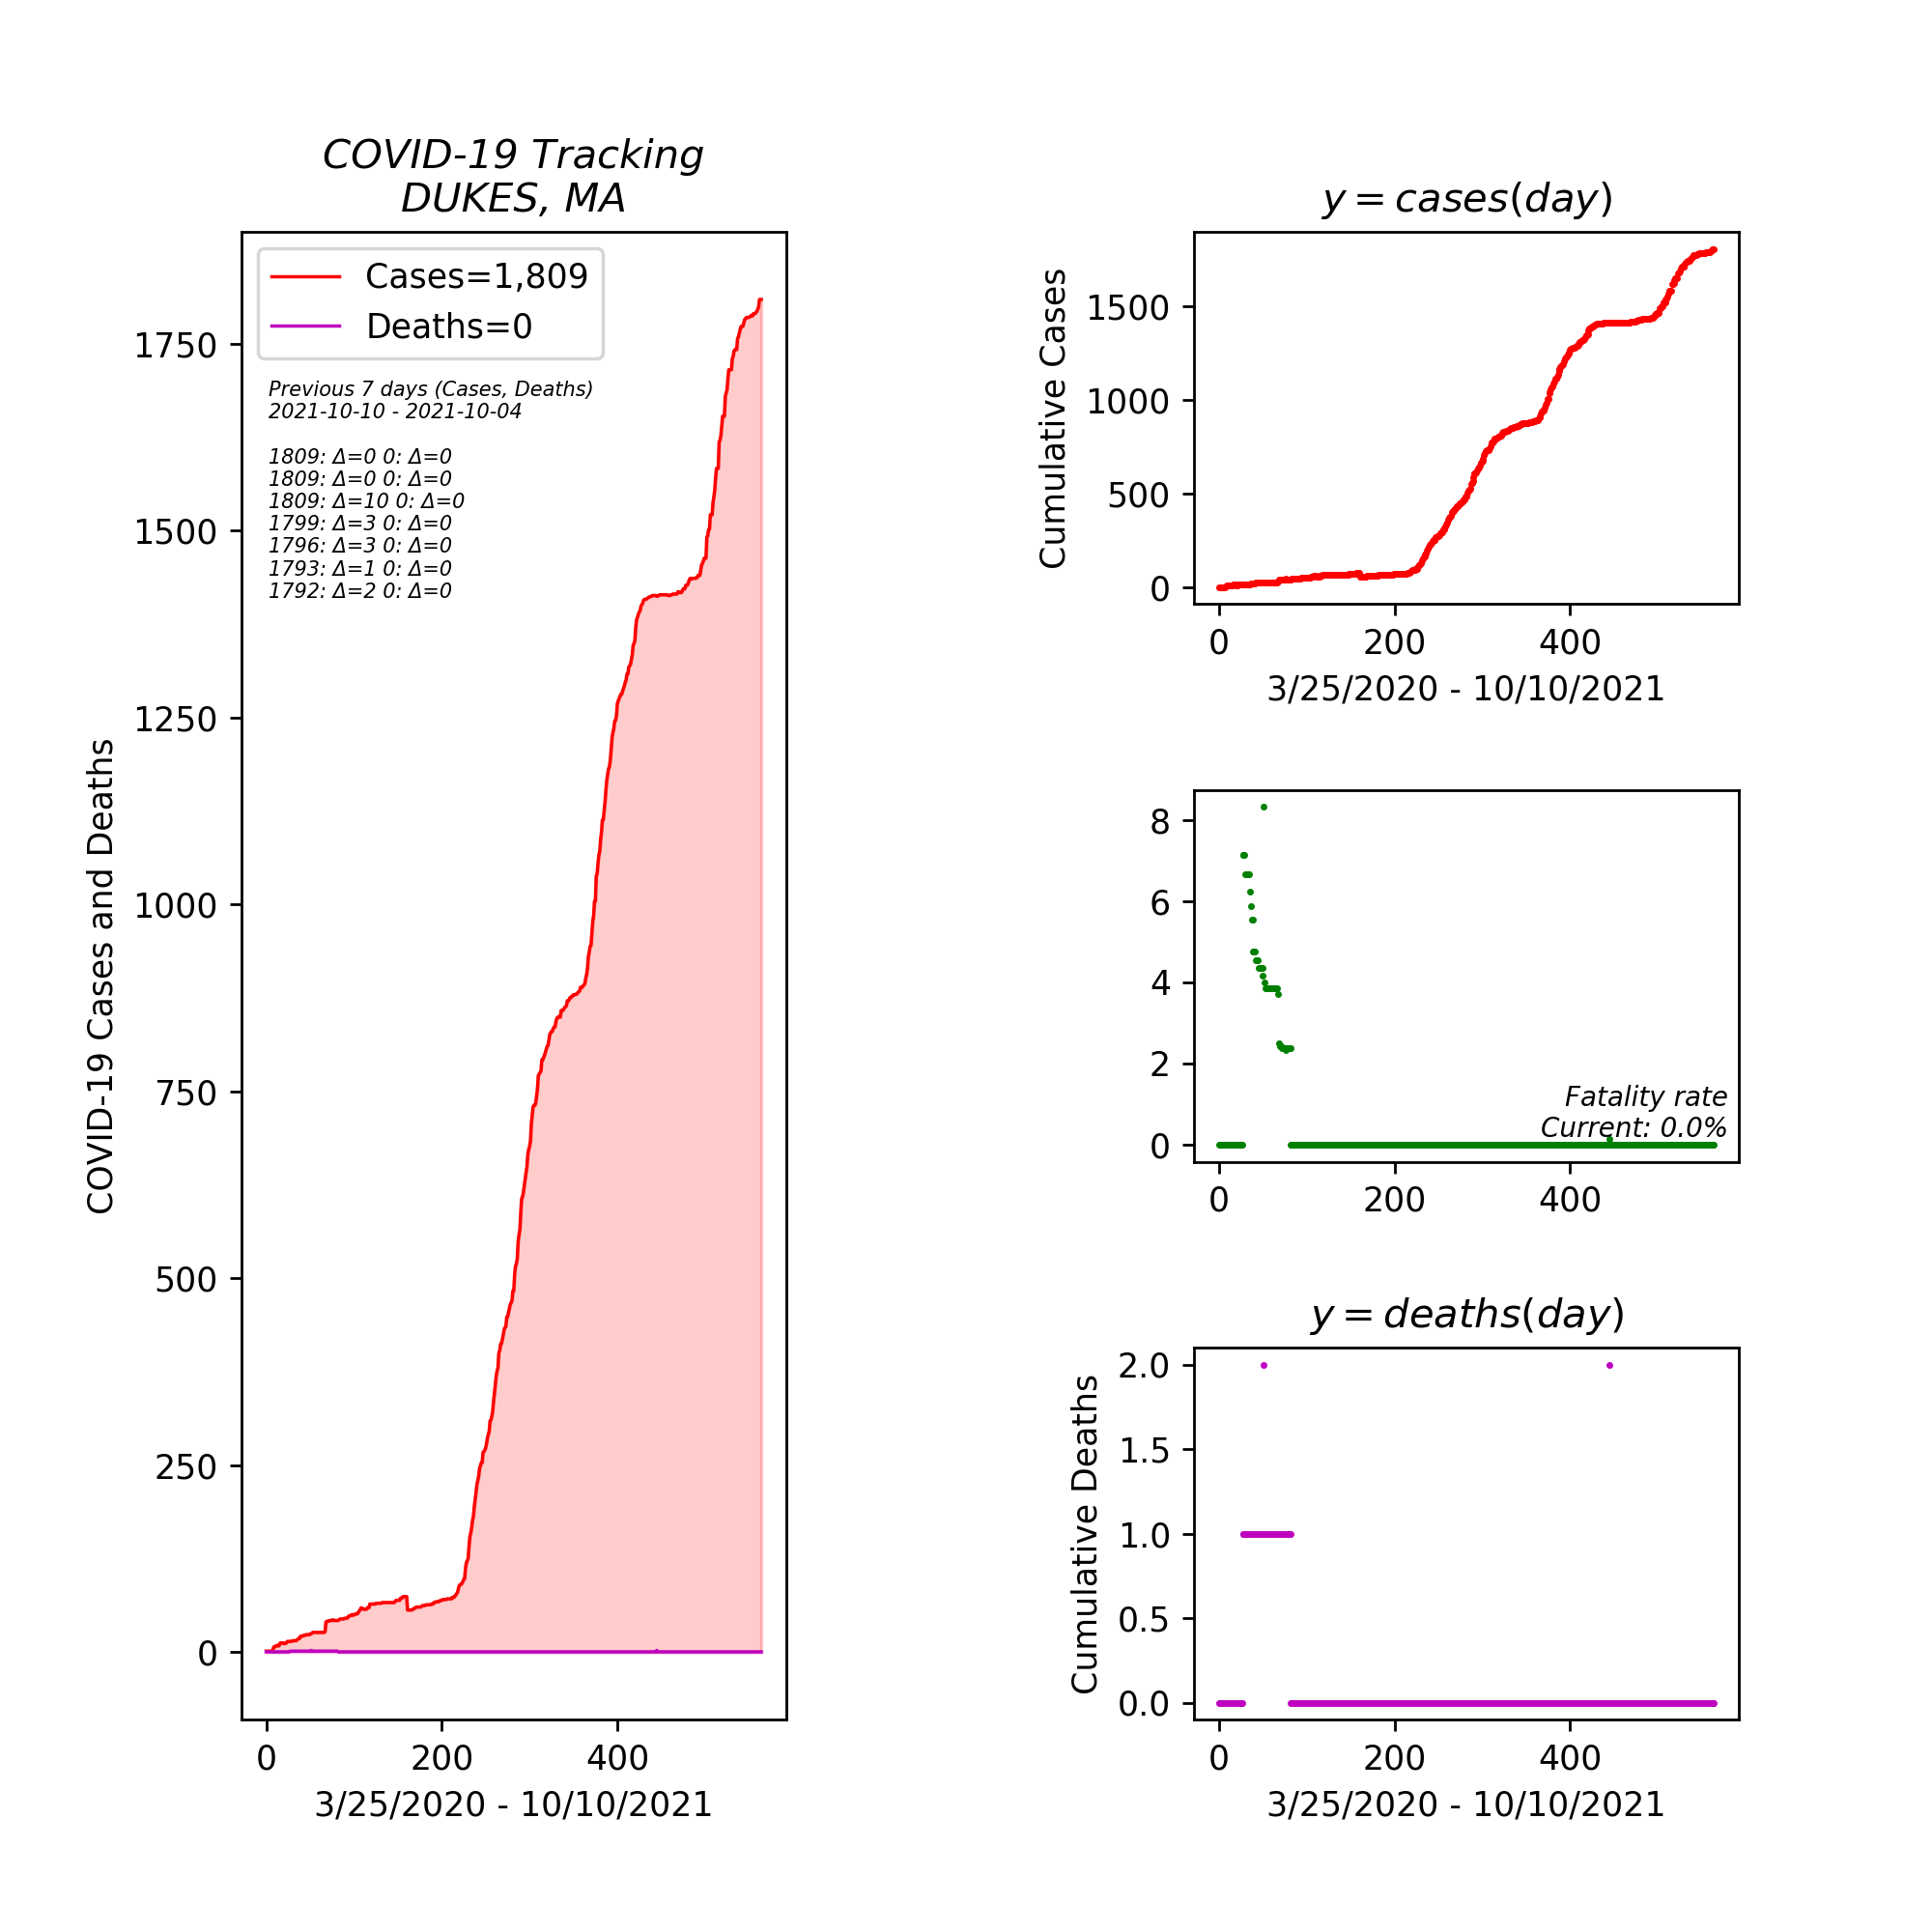 COVID-19 Tracking
DUKES, MA
Cases=1,809
Deaths=0
Previous 7 days (Cases, Deaths)
2021-10-10 - 2021-10-04
1809: Δ=0 0: Δ=0
1809: Δ=0 0: Δ=0
1809: Δ=10 0: Δ=0
1799: Δ=3 0: Δ=0
1796: Δ=3 0: Δ=0
1793: Δ=1 0: Δ=0
1792: Δ=2 0: Δ=0
COVID-19 Cases and Deaths
1750
1500
1250
1000
750
500
250
0
0 200 400
3/25/2020 - 10/10/2021
y = cases(day)
Cumulative Cases
1500
1000
500
0
0 200 400
3/25/2020 - 10/10/2021
8
6
4
2
0
Fatality rate
Current: 0.0%
0 200 400
y = deaths(day)
Cumulative Deaths
2.0
1.5
1.0
0.5
0.0
0 200 400
3/25/2020 - 10/10/2021